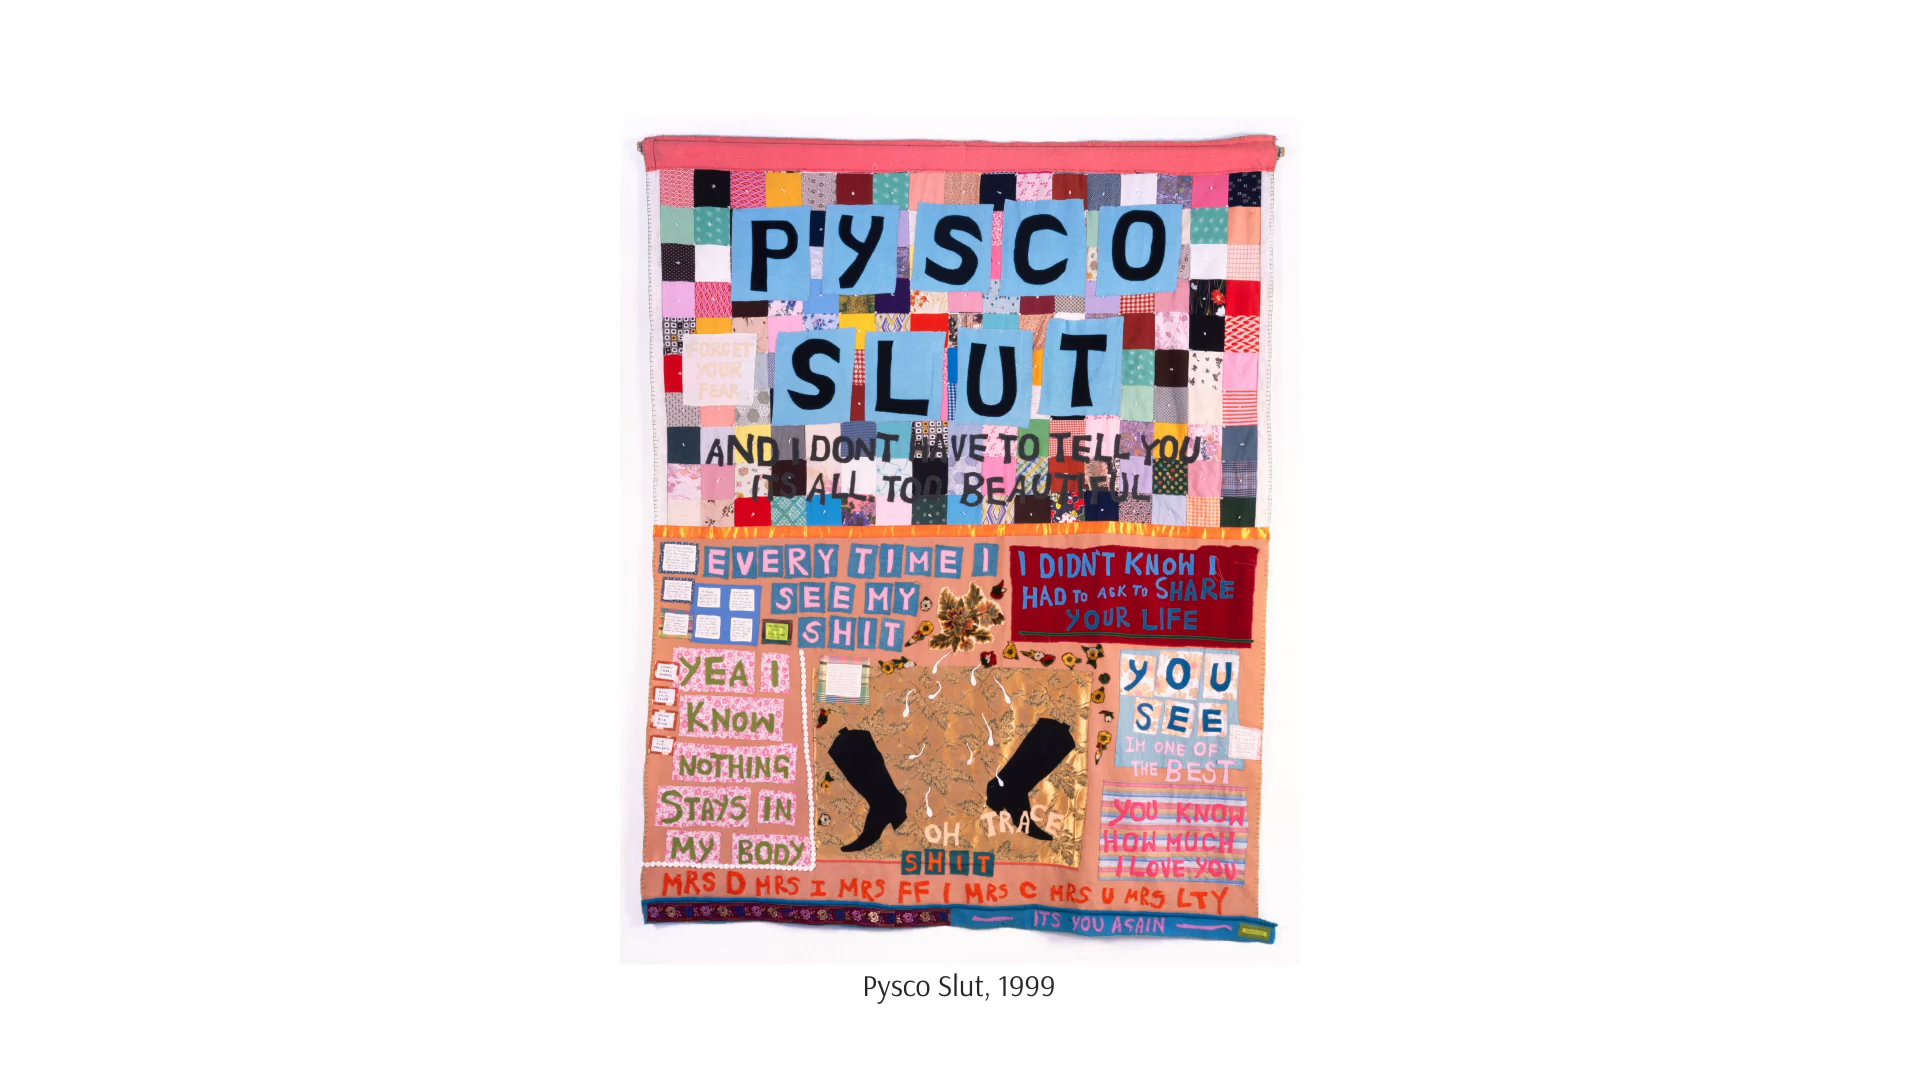 PYSCO
SLUT
FORGET
YOUR
FEAR
AND I DONT HAVE TO TELL YOU
ITS ALL TOO BEAUTIFUL
EVERY TIME I
SEE MY
SHIT
I DIDN'T KNOW I
HAD TO ASK TO SHARE
YOUR LIFE
YEA I
KNOW
NOTHING
STAYS IN
MY BODY
OH TRACE
SHIT
YOU
SEE
IM ONE OF
THE BEST
YOU KNOW
HOW MUCH
I LOVE YOU
MRS D MRS I MRS FF I MRS C MRS U MRS LTY
ITS YOU AGAIN
Pysco Slut, 1999